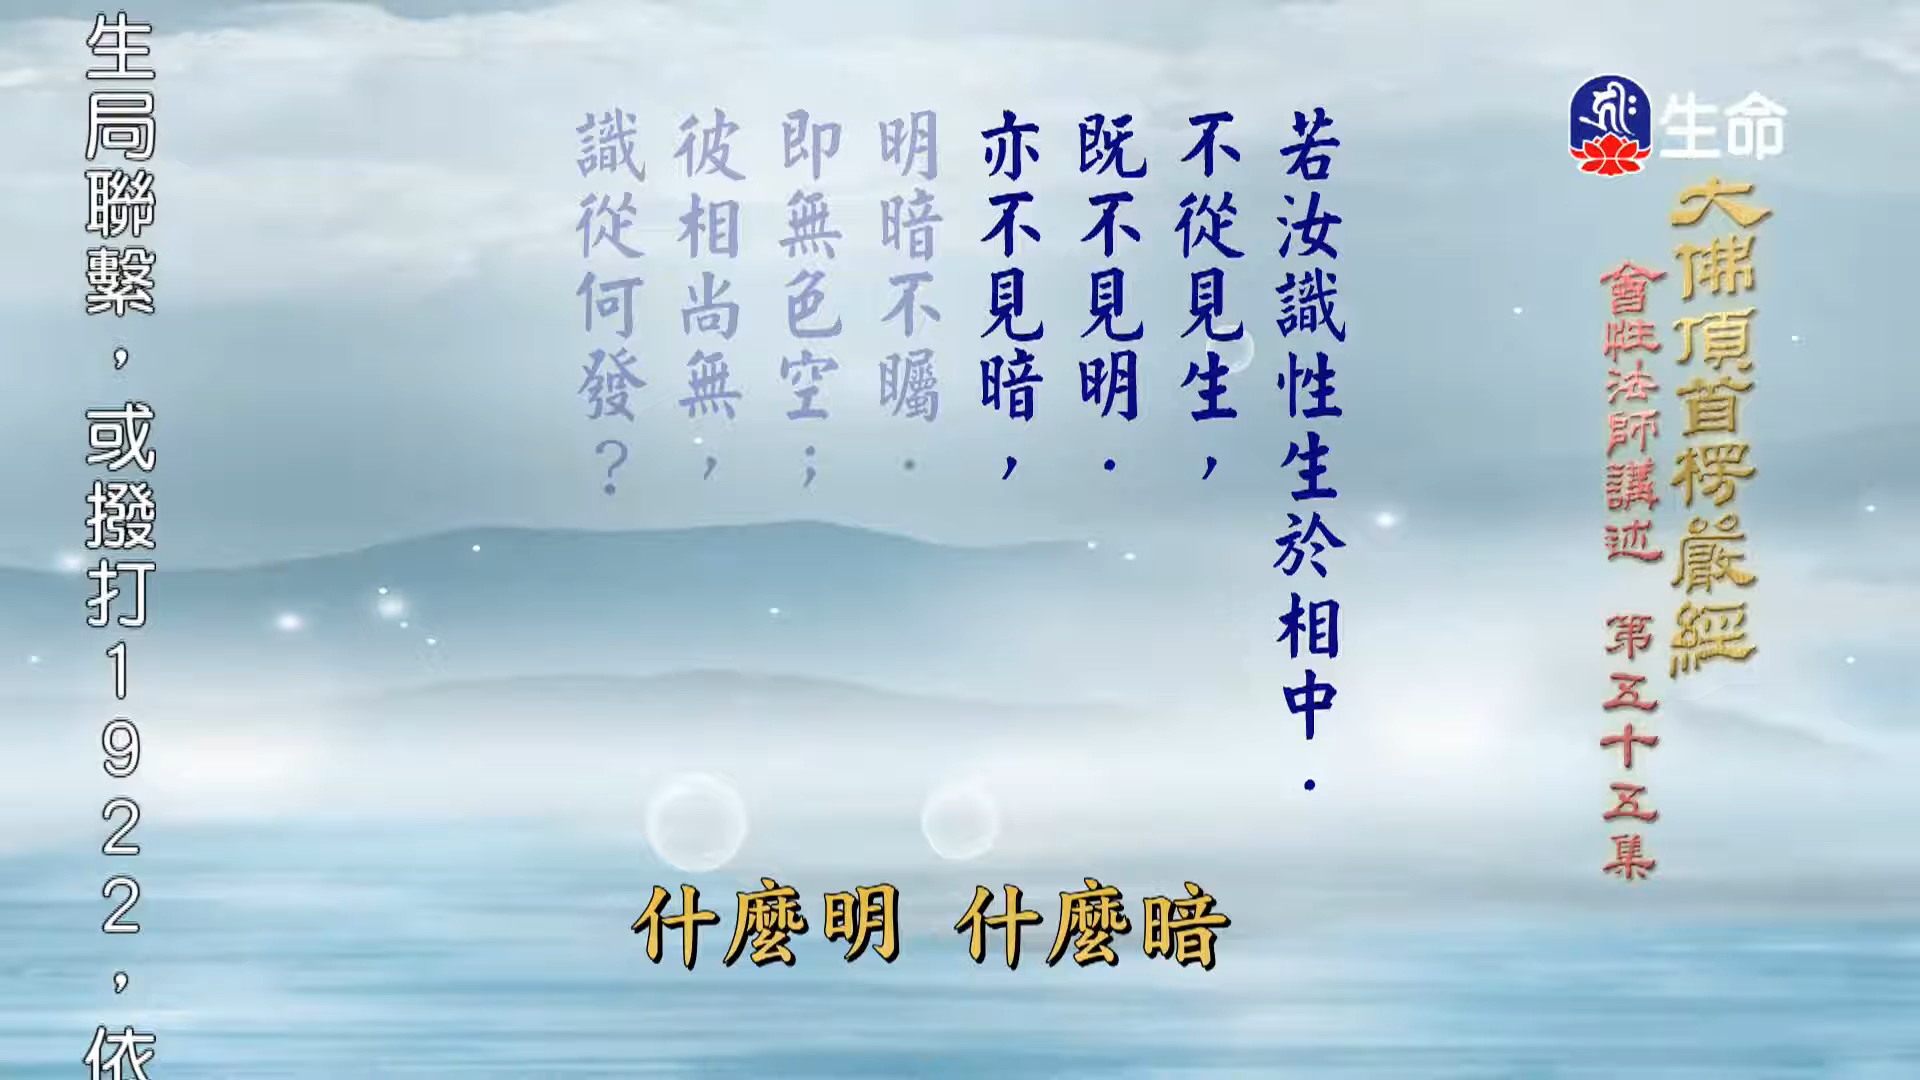 生命
大佛頂首楞嚴經
會性法師講述 第五十五集
若汝識性生於相中．
不從見生，
既不見明．
亦不見暗，
明暗不矚．
即無色空；
彼相尚無，
識從何發？
生局聯繫，或撥打1922，依
什麼明 什麼暗